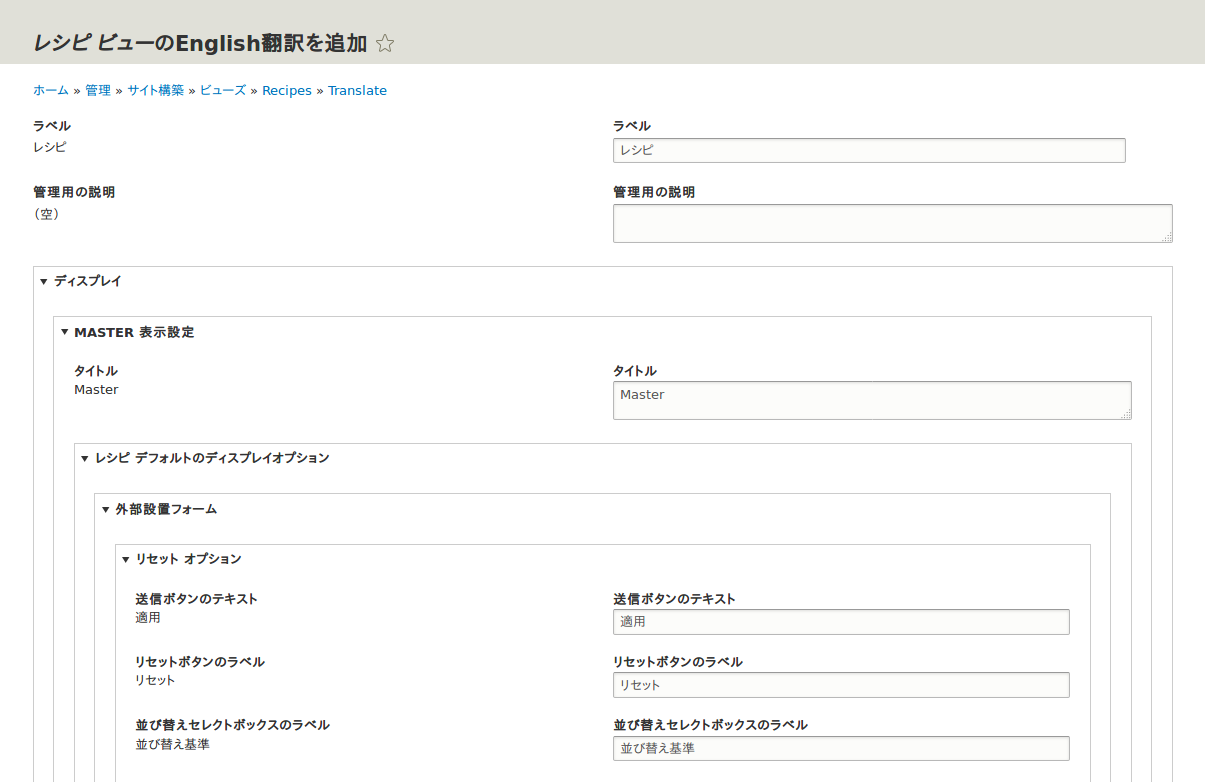 レシピ ビューのEnglish翻訳を追加
ホーム » 管理 » サイト構築 » ビューズ » Recipes » Translate
ラベル ラベル
レシピ レシピ
管理用の説明 管理用の説明
（空）
ディスプレイ
MASTER 表示設定
タイトル タイトル
Master Master
レシピ デフォルトのディスプレイオプション
外部設置フォーム
リセット オプション
送信ボタンのテキスト 送信ボタンのテキスト
適用 適用
リセットボタンのラベル リセットボタンのラベル
リセット リセット
並び替えセレクトボックスのラベル 並び替えセレクトボックスのラベル
並び替え基準 並び替え基準